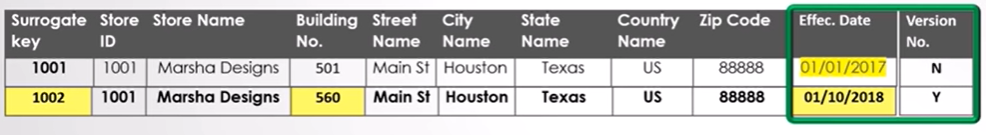 Surrogate key Store ID Store Name Building No. Street Name City Name State Name Country Name Zip Code Effec. Date Version No.
1001 1001 Marsha Designs 501 Main St Houston Texas US 88888 01/01/2017 N
1002 1001 Marsha Designs 560 Main St Houston Texas US 88888 01/10/2018 Y